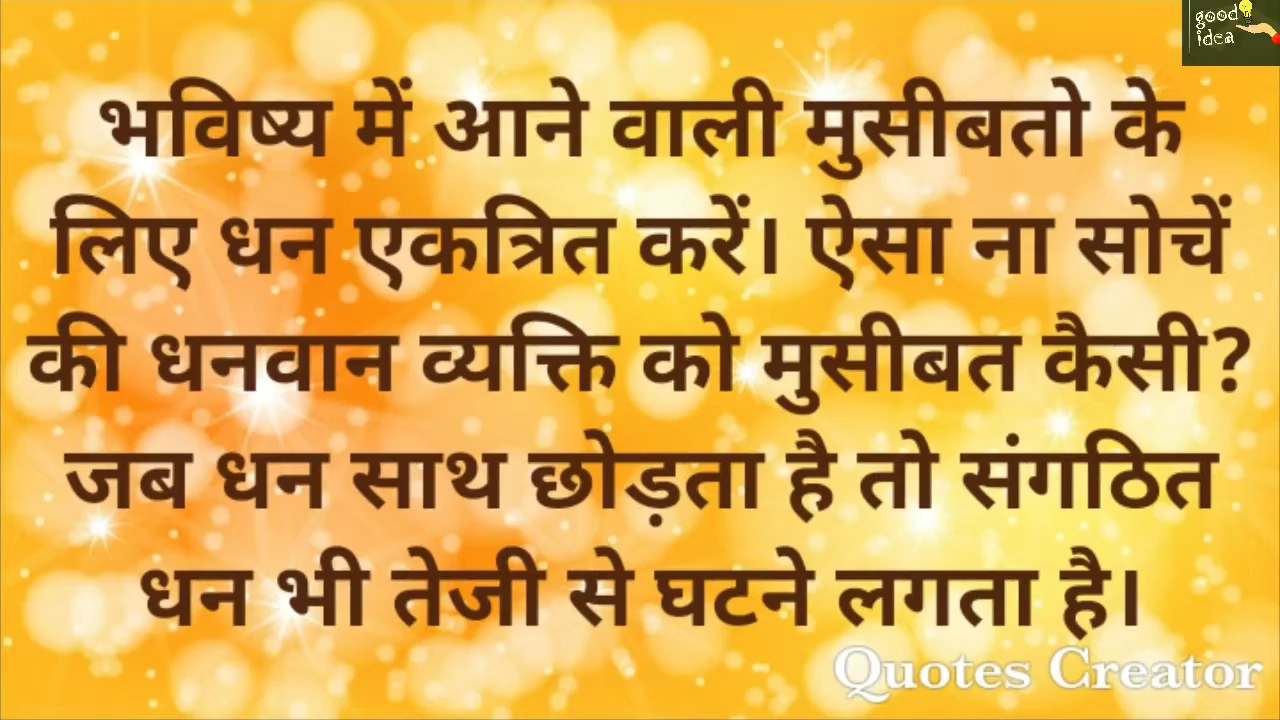 good
idea
भविष्य में आने वाली मुसीबतो के
लिए धन एकत्रित करें। ऐसा ना सोचें
की धनवान व्यक्ति को मुसीबत कैसी?
जब धन साथ छोड़ता है तो संगठित
धन भी तेजी से घटने लगता है।
Quotes Creator